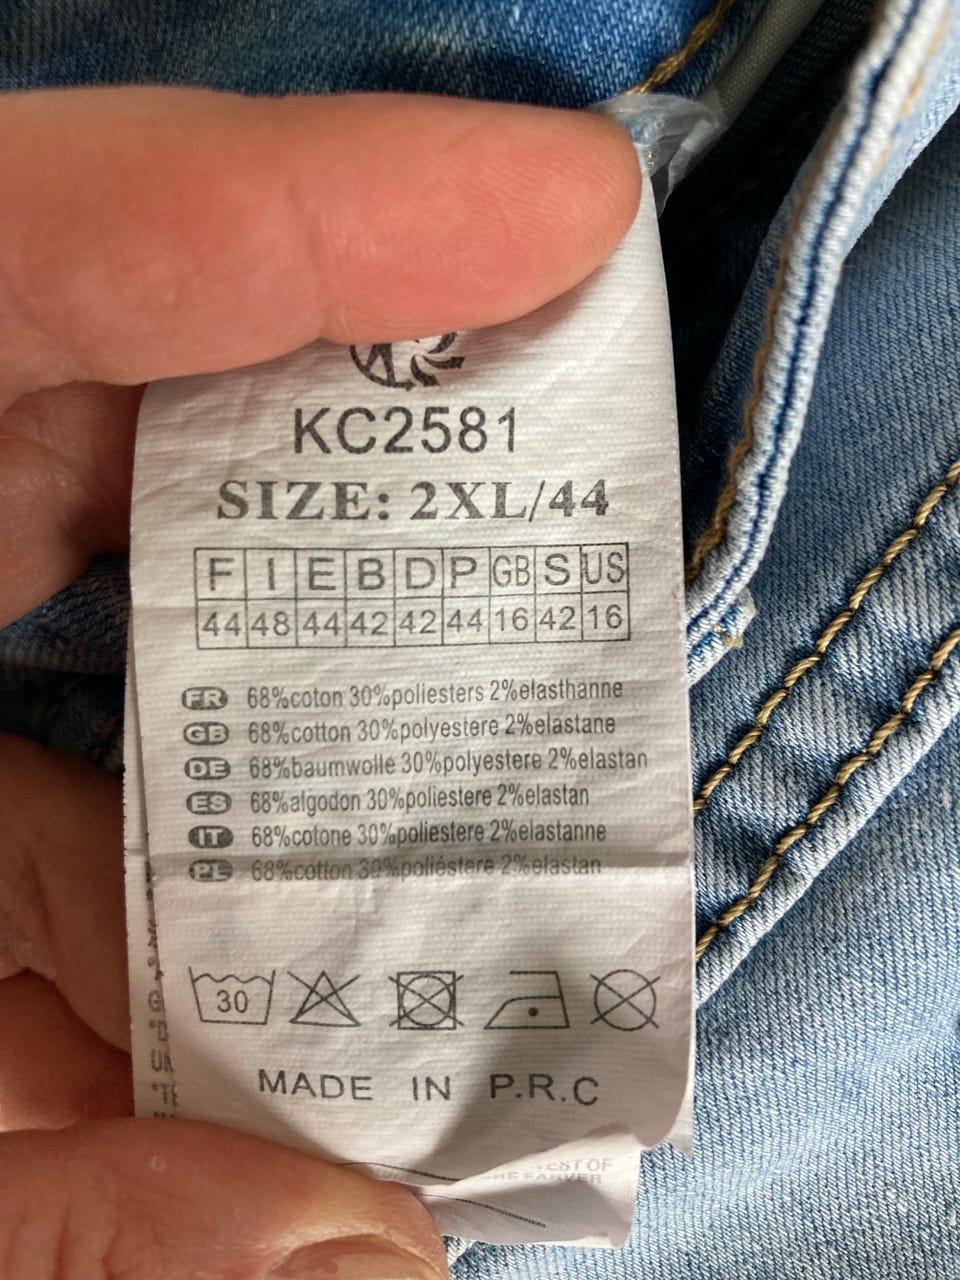 KC2581
SIZE: 2XL/44
F I E B D P GB S US
44 48 44 42 42 44 16 42 16
FR 68%coton 30%poliesters 2%elasthanne
GB 68%cotton 30%polyestere 2%elastane
DE 68%baumwolle 30%polyestere 2%elastan
ES 68%algodon 30%poliestere 2%elastan
IT 68%cotone 30%poliestere 2%elastanne
PL 68%cotton 30%poliéstere 2%elastan
30
MADE IN P.R.C
OF
FARVER